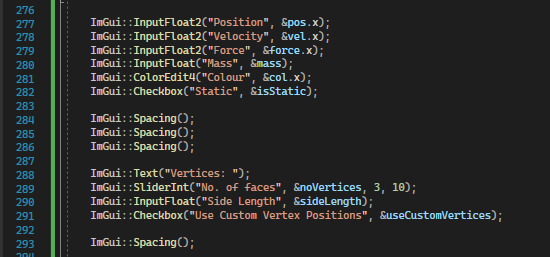 276
277 ImGui::InputFloat2("Position", &pos.x);
278 ImGui::InputFloat2("Velocity", &vel.x);
279 ImGui::InputFloat2("Force", &force.x);
280 ImGui::InputFloat("Mass", &mass);
281 ImGui::ColorEdit4("Colour", &col.x);
282 ImGui::Checkbox("Static", &isStatic);
283
284 ImGui::Spacing();
285 ImGui::Spacing();
286 ImGui::Spacing();
287
288 ImGui::Text("Vertices: ");
289 ImGui::SliderInt("No. of faces", &noVertices, 3, 10);
290 ImGui::InputFloat("Side Length", &sideLength);
291 ImGui::Checkbox("Use Custom Vertex Positions", &useCustomVertices);
292
293 ImGui::Spacing();
294